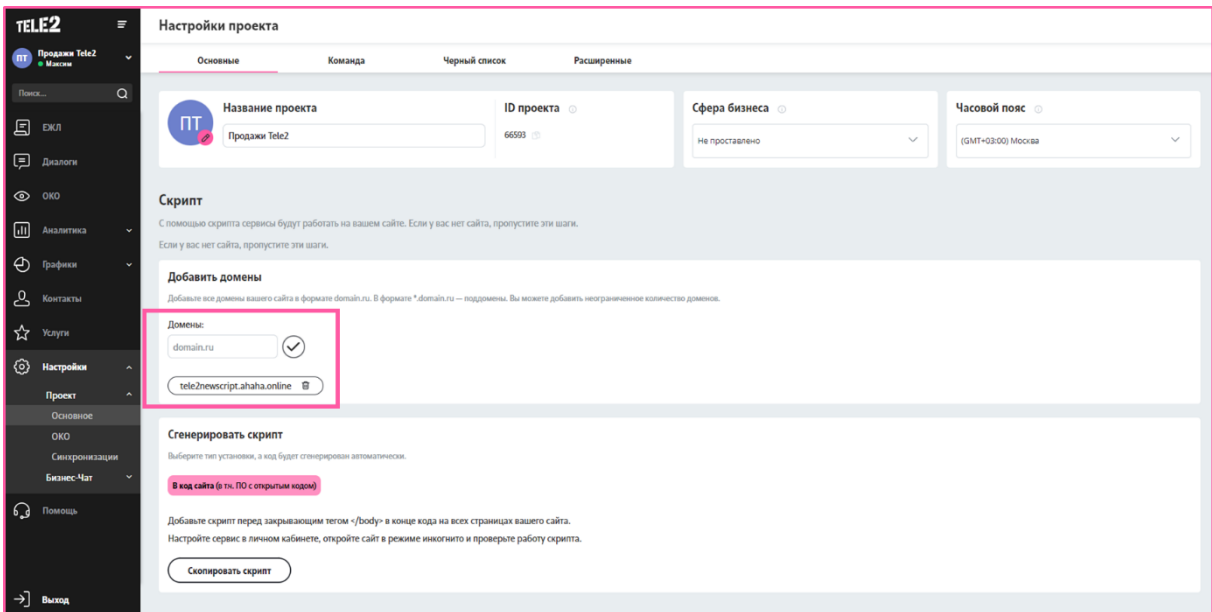 TELE2
ПТ
Продажи Tele2
Максим
Поиск...
ЕЖЛ
Диалоги
ОКО
Аналитика
Графики
Контакты
Услуги
Настройки
Проект
Основное
ОКО
Синхронизации
Бизнес-Чат
Помощь
Выход
Настройки проекта
Основные Команда Черный список Расширенные
ПТ
Название проекта
Продажи Tele2
ID проекта
66593
Сфера бизнеса
Не проставлено
Часовой пояс
(GMT+03:00) Москва
Скрипт
С помощью скрипта сервисы будут работать на вашем сайте. Если у вас нет сайта, пропустите эти шаги.
Если у вас нет сайта, пропустите эти шаги.
Добавить домены
Добавьте все домены вашего сайта в формате domain.ru. В формате *.domain.ru — поддомены. Вы можете добавить неограниченное количество доменов.
Домены:
domain.ru
tele2newscript.ahaha.online
Сгенерировать скрипт
Выберите тип установки, а код будет сгенерирован автоматически.
В код сайта (в т.ч. ПО с открытым кодом)
Добавьте скрипт перед закрывающим тегом </body> в конце кода на всех страницах вашего сайта.
Настройте сервис в личном кабинете, откройте сайт в режиме инкогнито и проверьте работу скрипта.
Скопировать скрипт